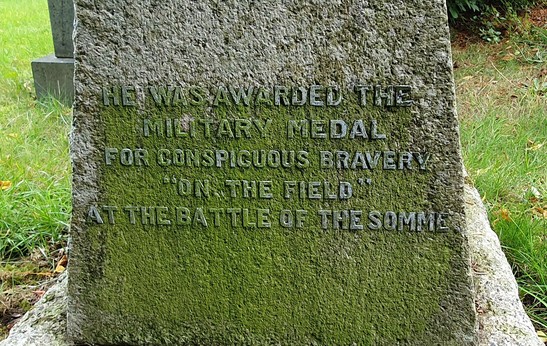 HE WAS AWARDED THE
MILITARY MEDAL
FOR CONSPICUOUS BRAVERY
"ON THE FIELD"
AT THE BATTLE OF THE SOMME.